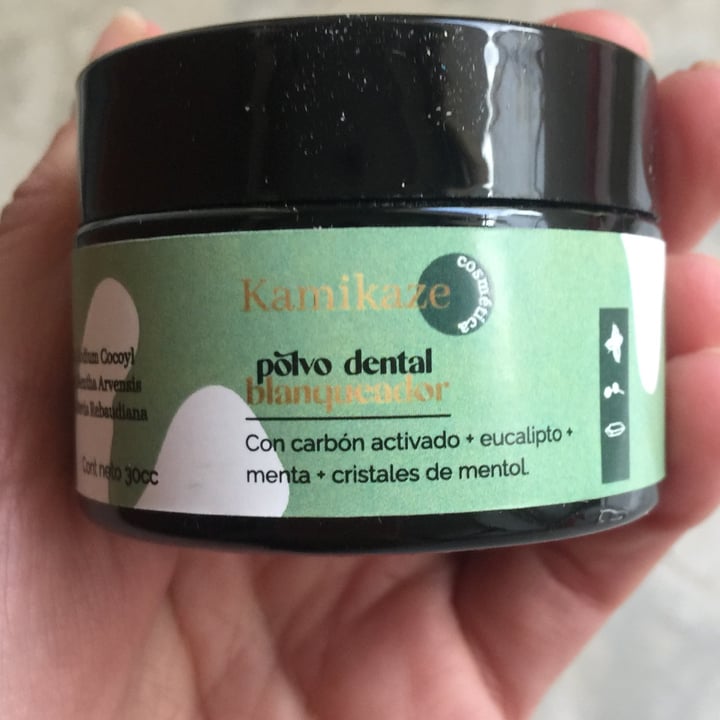 Kamikaze
cosmética
polvo dental
blanqueador
Con carbón activado + eucalipto +
menta + cristales de mentol.
Cocoyl
Arvensis
Rebaudiana
Cont neto 30cc